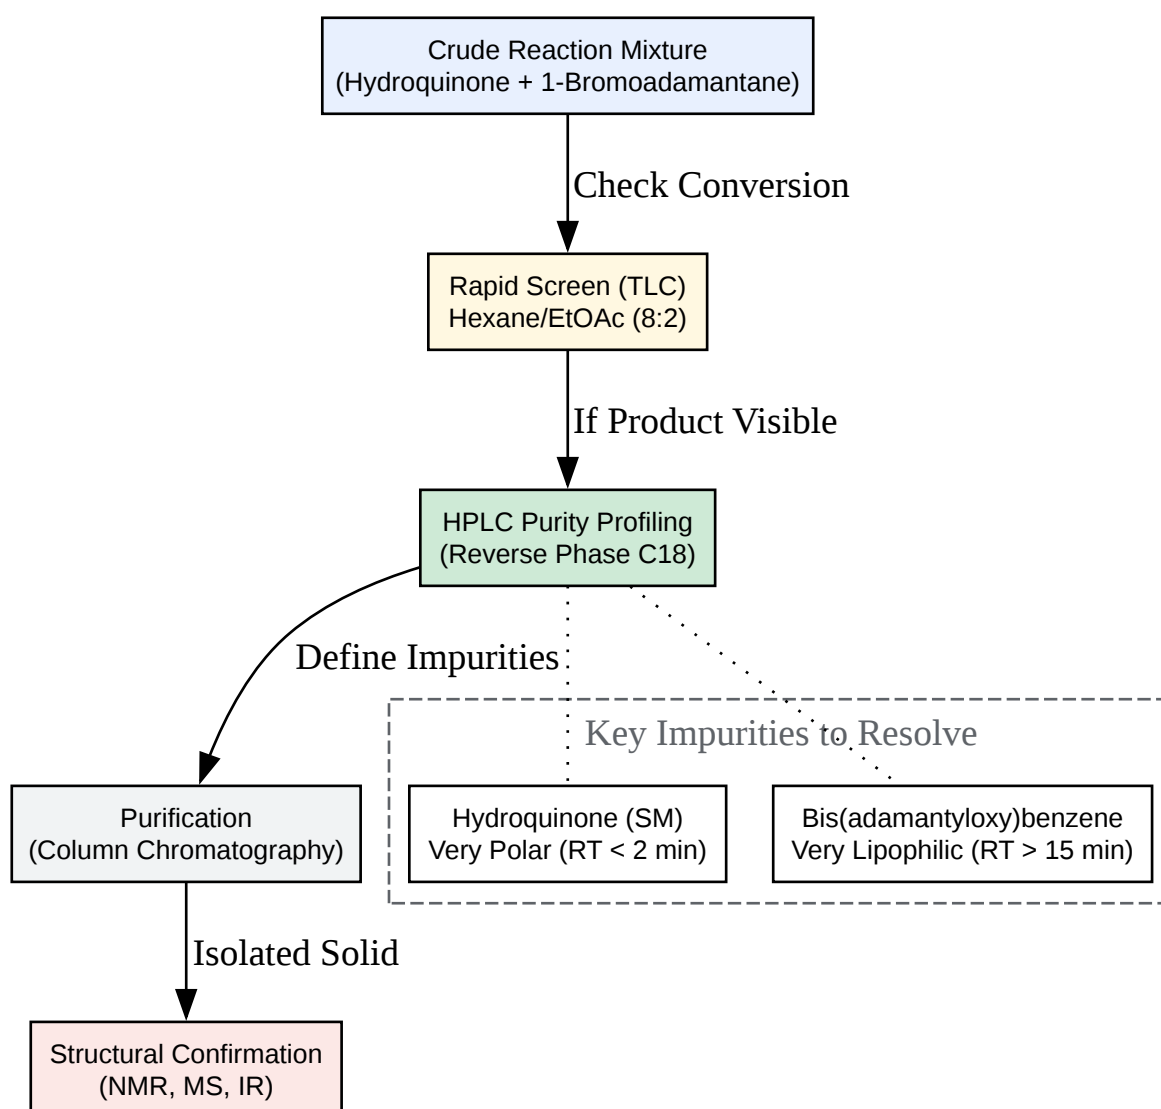 Crude Reaction Mixture
(Hydroquinone + 1-Bromoadamantane)
Check Conversion
Rapid Screen (TLC)
Hexane/EtOAc (8:2)
If Product Visible
HPLC Purity Profiling
(Reverse Phase C18)
Define Impurities
Key Impurities to Resolve
Purification
(Column Chromatography)
Hydroquinone (SM)
Very Polar (RT < 2 min)
Bis(adamantyloxy)benzene
Very Lipophilic (RT > 15 min)
Isolated Solid
Structural Confirmation
(NMR, MS, IR)